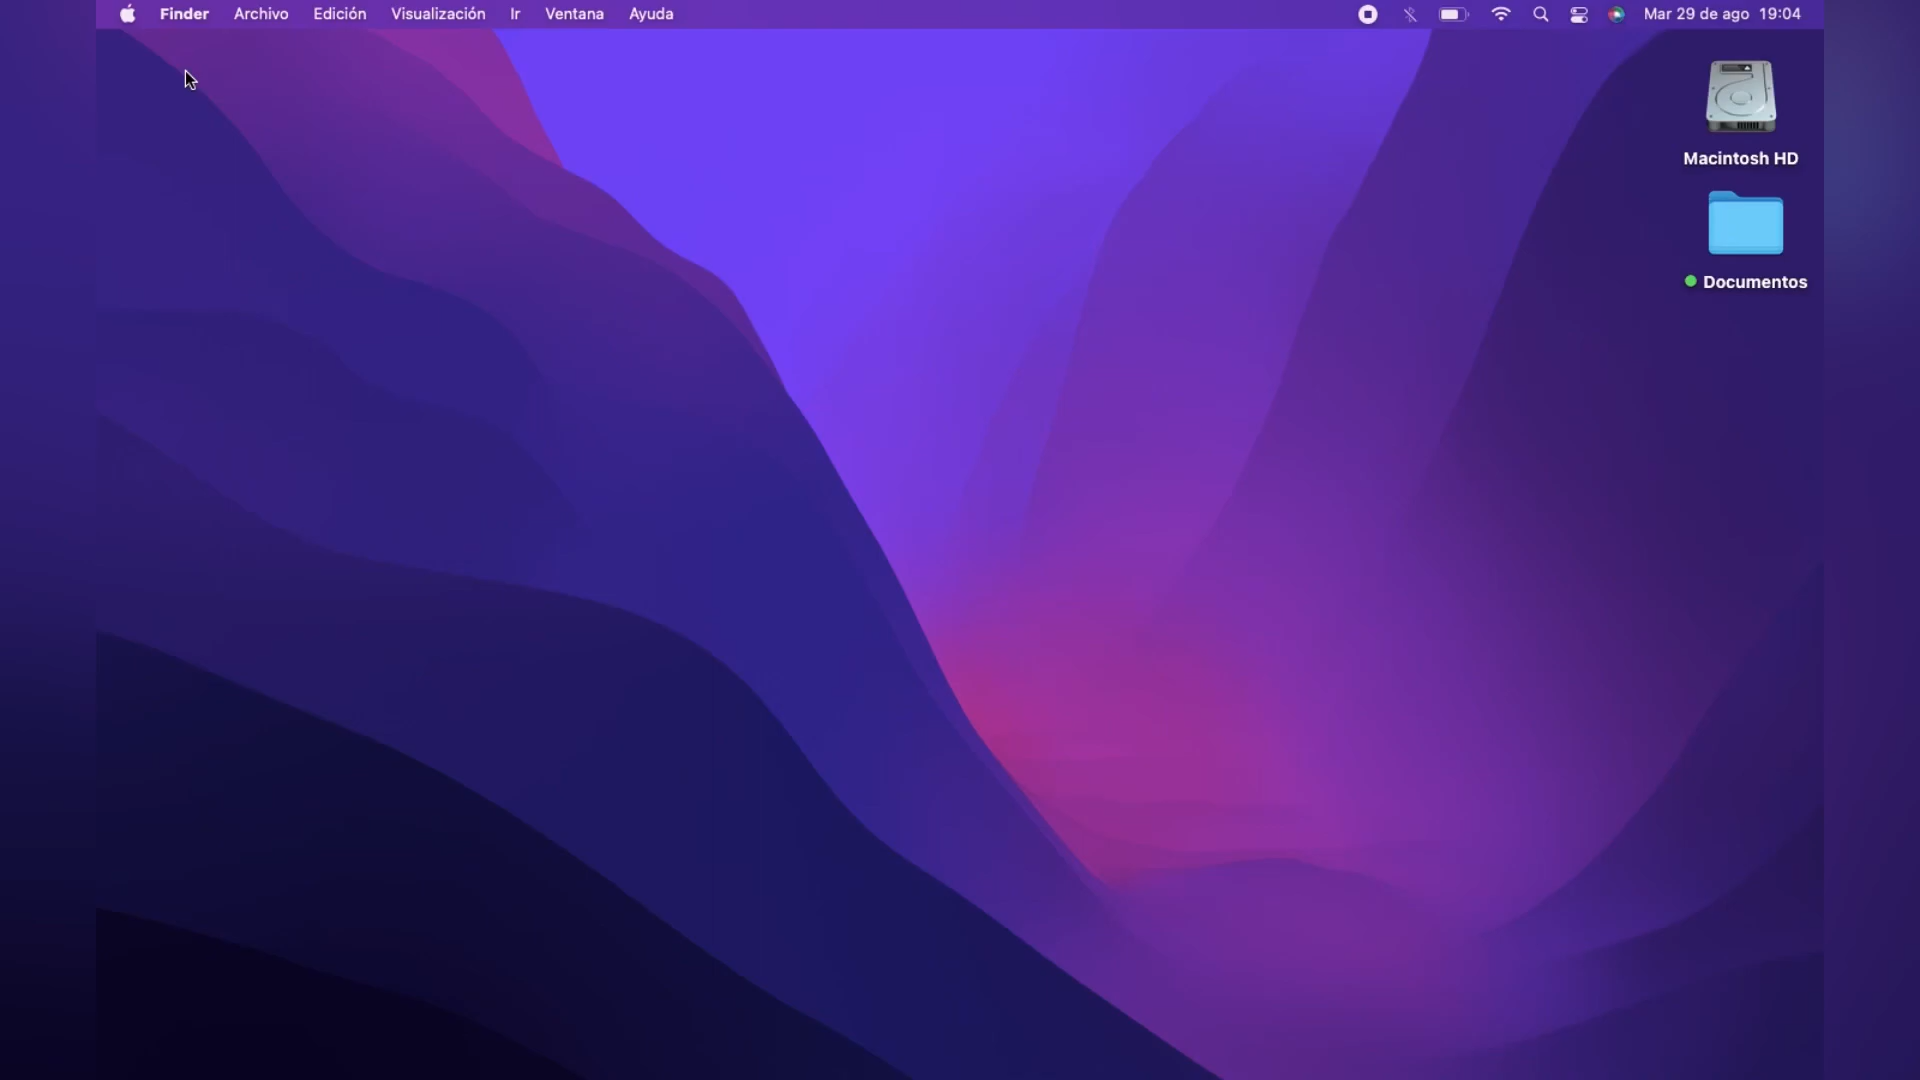 Finder Archivo Edición Visualización Ir Ventana Ayuda Mar 29 de ago 19:04
Macintosh HD
Documentos